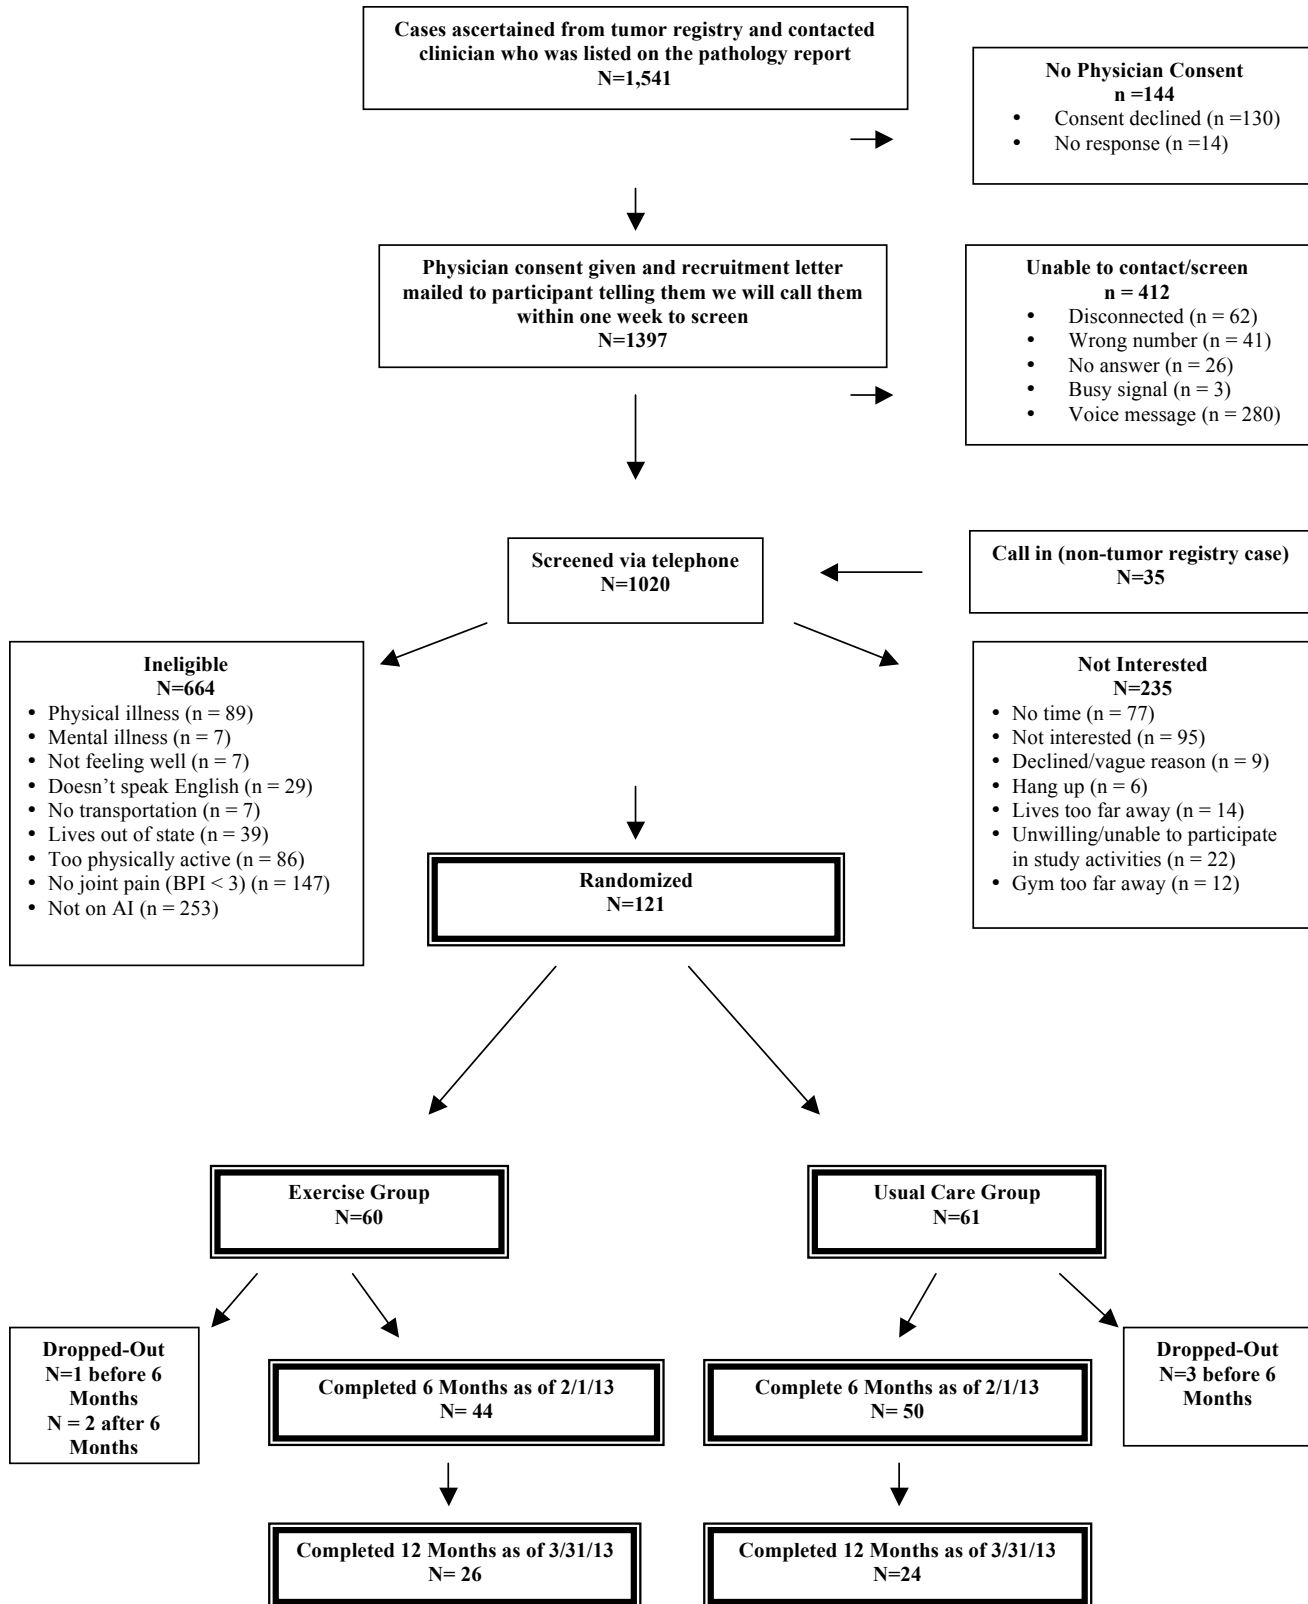 Cases ascertained from tumor registry and contacted
clinician who was listed on the pathology report
N=1,541
No Physician Consent
n =144
• Consent declined (n =130)
• No response (n =14)
Physician consent given and recruitment letter
mailed to participant telling them we will call them
within one week to screen
N=1397
Unable to contact/screen
n = 412
• Disconnected (n = 62)
• Wrong number (n = 41)
• No answer (n = 26)
• Busy signal (n = 3)
• Voice message (n = 280)
Screened via telephone
N=1020
Call in (non-tumor registry case)
N=35
Ineligible
N=664
• Physical illness (n = 89)
• Mental illness (n = 7)
• Not feeling well (n = 7)
• Doesn’t speak English (n = 29)
• No transportation (n = 7)
• Lives out of state (n = 39)
• Too physically active (n = 86)
• No joint pain (BPI < 3) (n = 147)
• Not on AI (n = 253)
Not Interested
N=235
• No time (n = 77)
• Not interested (n = 95)
• Declined/vague reason (n = 9)
• Hang up (n = 6)
• Lives too far away (n = 14)
• Unwilling/unable to participate
in study activities (n = 22)
• Gym too far away (n = 12)
Randomized
N=121
Exercise Group
N=60
Usual Care Group
N=61
Dropped-Out
N=1 before 6
Months
N = 2 after 6
Months
Completed 6 Months as of 2/1/13
N= 44
Complete 6 Months as of 2/1/13
N= 50
Dropped-Out
N=3 before 6
Months
Completed 12 Months as of 3/31/13
N= 26
Completed 12 Months as of 3/31/13
N=24